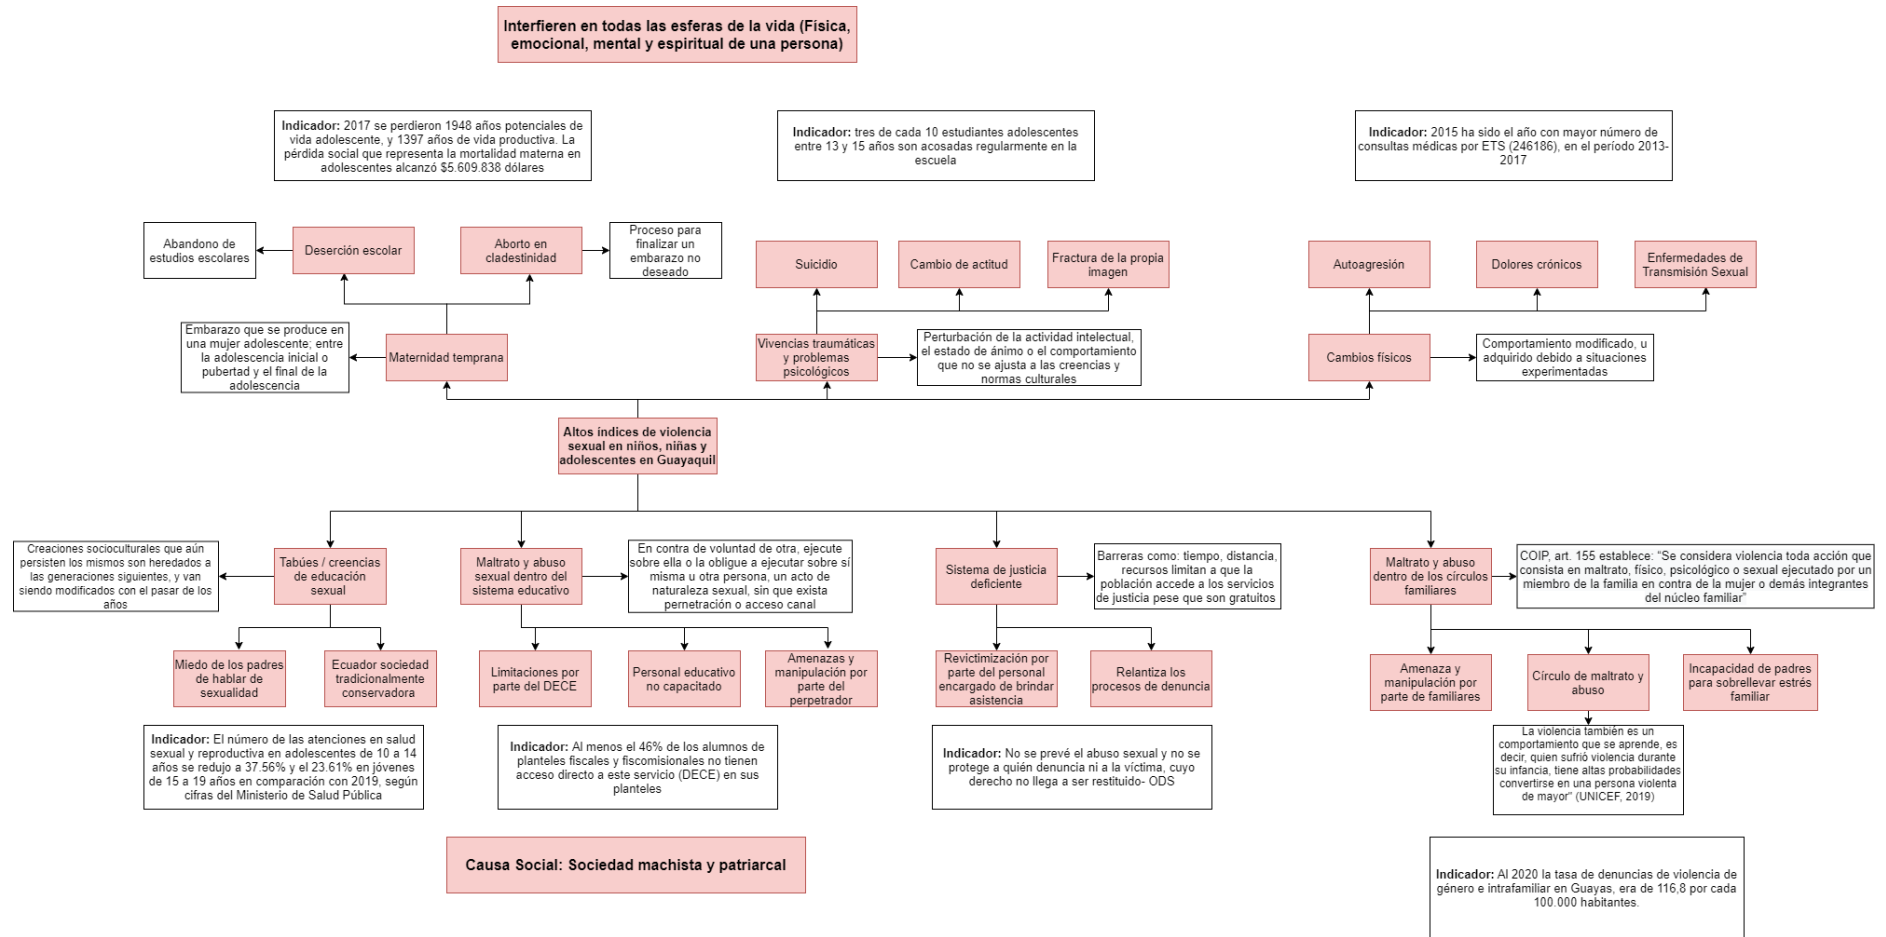 Interfieren en todas las esferas de la vida (Física,
emocional, mental y espiritual de una persona)
Indicador: 2017 se perdieron 1948 años potenciales de
vida adolescente, y 1397 años de vida productiva. La
pérdida social que representa la mortalidad materna en
adolescentes alcanzó $5.609.838 dólares
Indicador: tres de cada 10 estudiantes adolescentes
entre 13 y 15 años son acosadas regularmente en la
escuela
Indicador: 2015 ha sido el año con mayor número de
consultas médicas por ETS (246186), en el período 2013-
2017
Abandono de
estudios escolares
Deserción escolar
Aborto en
cladestinidad
Proceso para
finalizar un
embarazo no
deseado
Suicidio
Cambio de actitud
Fractura de la propia
imagen
Autoagresión
Dolores crónicos
Enfermedades de
Transmisión Sexual
Embarazo que se produce en
una mujer adolescente; entre
la adolescencia inicial o
pubertad y el final de la
adolescencia
Maternidad temprana
Vivencias traumáticas
y problemas
psicológicos
Perturbación de la actividad intelectual,
el estado de ánimo o el comportamiento
que no se ajusta a las creencias y
normas culturales
Cambios físicos
Comportamiento modificado, u
adquirido debido a situaciones
experimentadas
Altos índices de violencia
sexual en niños, niñas y
adolescentes en Guayaquil
Creaciones socioculturales que aún
persisten los mismos son heredados a
las generaciones siguientes, y van
siendo modificados con el pasar de los
años
Tabúes / creencias
de educación
sexual
Maltrato y abuso
sexual dentro del
sistema educativo
En contra de voluntad de otra, ejecute
sobre ella o la obligue a ejecutar sobre sí
misma u otra persona, un acto de
naturaleza sexual, sin que exista
pernetración o acceso canal
Sistema de justicia
deficiente
Barreras como: tiempo, distancia,
recursos limitan a que la
población accede a los servicios
de justicia pese que son gratuitos
Maltrato y abuso
dentro de los círculos
familiares
COIP, art. 155 establece: “Se considera violencia toda acción que
consista en maltrato, físico, psicológico o sexual ejecutado por un
miembro de la familia en contra de la mujer o demás integrantes
del núcleo familiar”
Miedo de los padres
de hablar de
sexualidad
Ecuador sociedad
tradicionalmente
conservadora
Limitaciones por
parte del DECE
Personal educativo
no capacitado
Amenazas y
manipulación por
parte del
perpetrador
Revictimización por
parte del personal
encargado de brindar
asistencia
Relantiza los
procesos de denuncia
Amenaza y
manipulación por
parte de familiares
Círculo de maltrato y
abuso
Incapacidad de padres
para sobrellevar estrés
familiar
Indicador: El número de las atenciones en salud
sexual y reproductiva en adolescentes de 10 a 14
años se redujo a 37.56% y el 23.61% en jóvenes
de 15 a 19 años en comparación con 2019, según
cifras del Ministerio de Salud Pública
Indicador: Al menos el 46% de los alumnos de
planteles fiscales y fiscomisionales no tienen
acceso directo a este servicio (DECE) en sus
planteles
Indicador: No se prevé el abuso sexual y no se
protege a quién denuncia ni a la víctima, cuyo
derecho no llega a ser restituido- ODS
La violencia también es un
comportamiento que se aprende, es
decir, quien sufrió violencia durante
su infancia, tiene altas probabilidades
convertirse en una persona violenta
de mayor" (UNICEF, 2019)
Causa Social: Sociedad machista y patriarcal
Indicador: Al 2020 la tasa de denuncias de violencia de
género e intrafamiliar en Guayas, era de 116,8 por cada
100.000 habitantes.